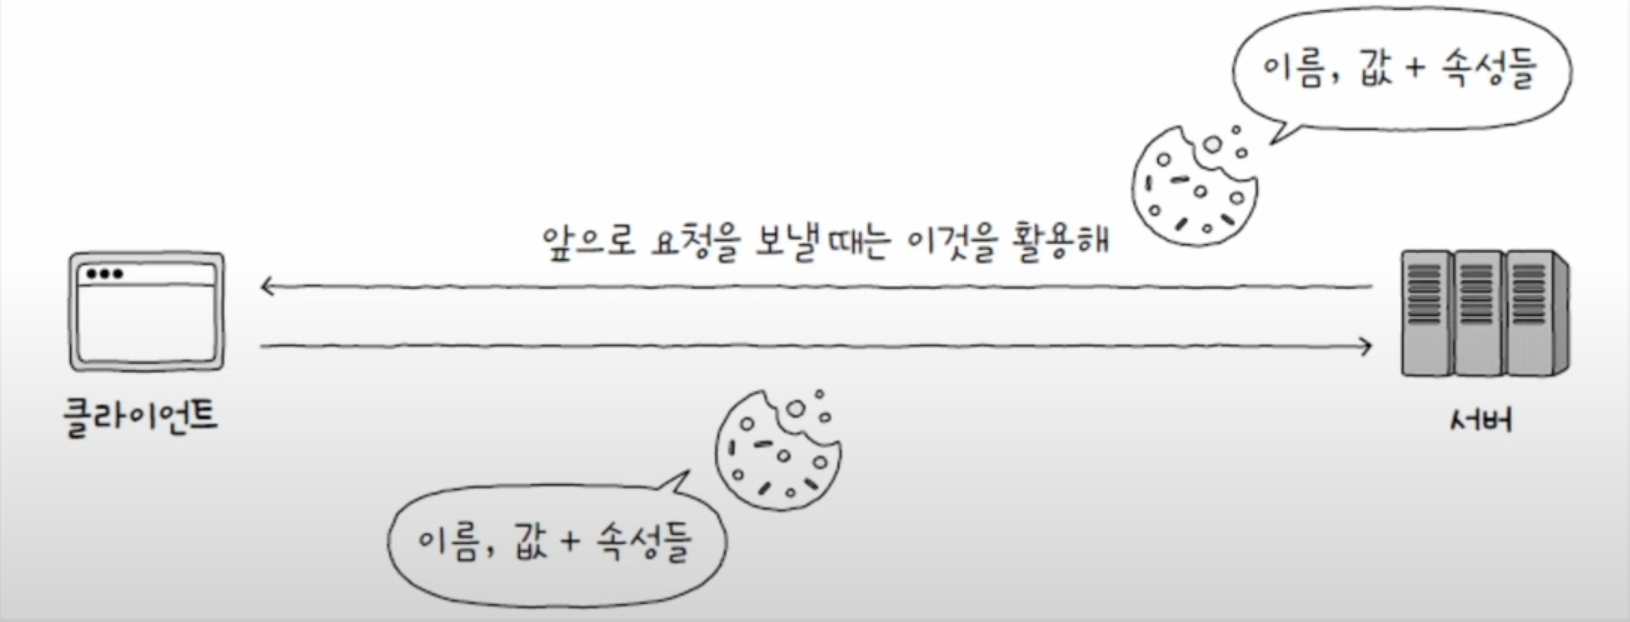 이름, 값 + 속성들
앞으로 요청을 보낼 때는 이것을 활용해
클라이언트
서버
이름, 값 + 속성들